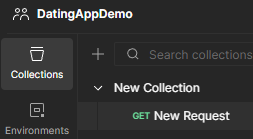 DatingAppDemo
Collections
Search collections
New Collection
GET New Request
Environments